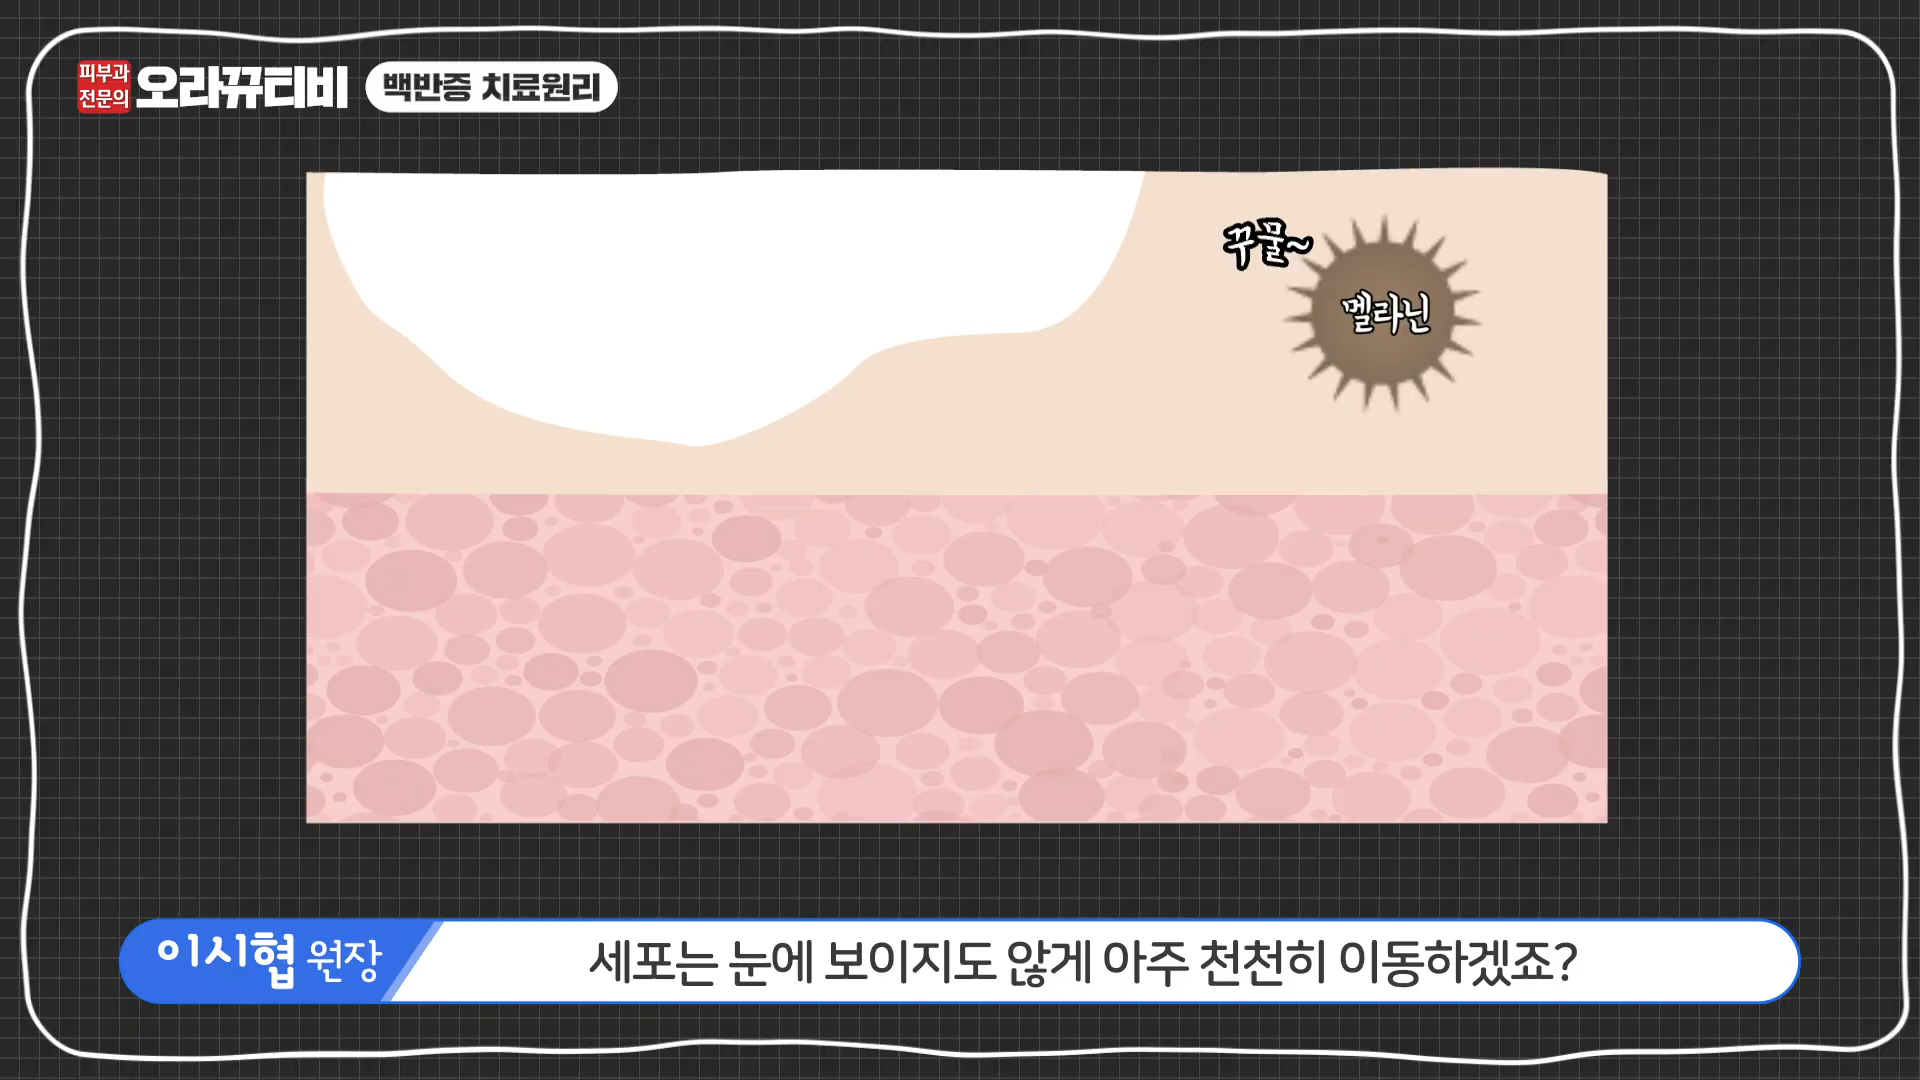 피부과
전문의
오라뀨티비
백반증 치료원리
꾸물~
멜라닌
이시협 원장
세포는 눈에 보이지도 않게 아주 천천히 이동하겠죠?